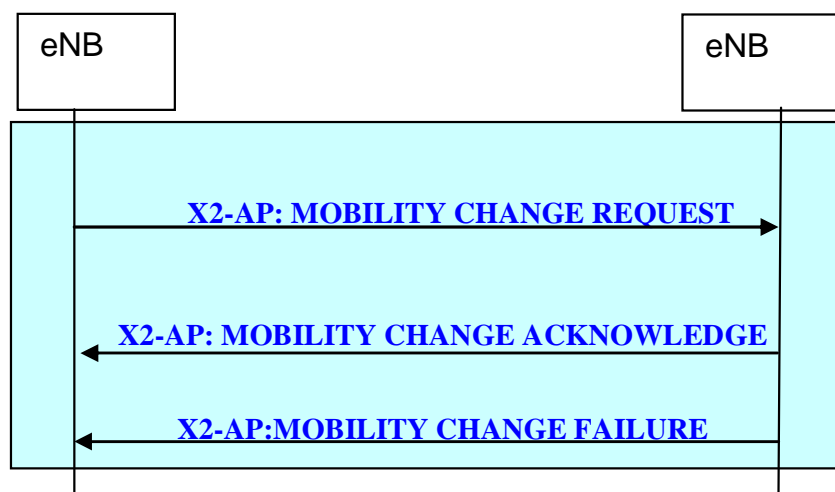 eNB
eNB
X2-AP: MOBILITY CHANGE REQUEST
X2-AP: MOBILITY CHANGE ACKNOWLEDGE
X2-AP:MOBILITY CHANGE FAILURE